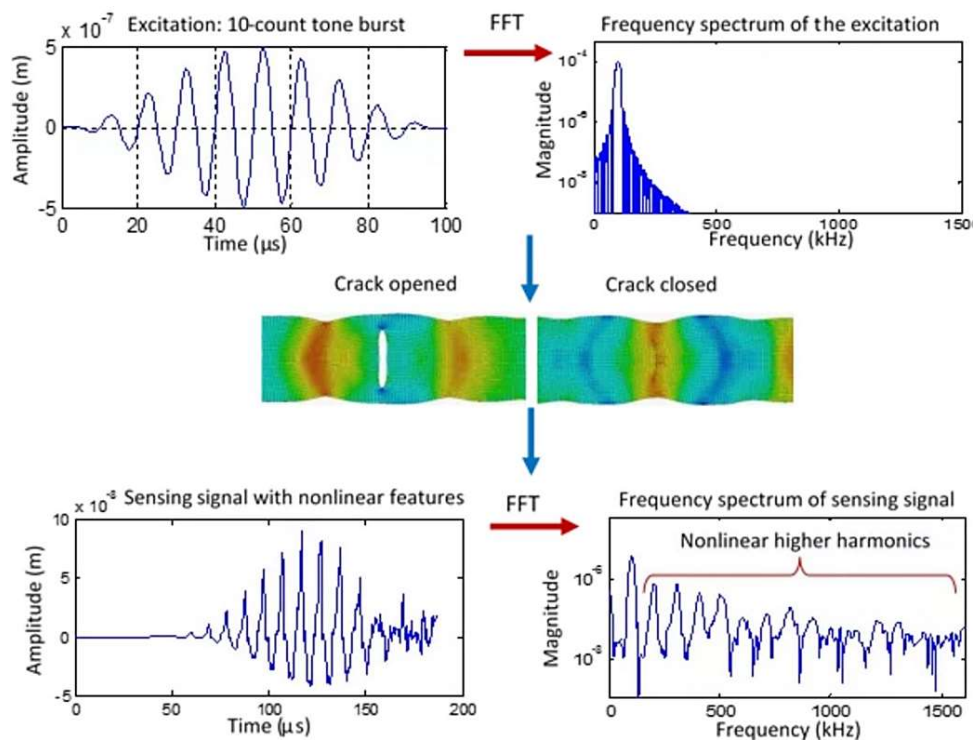 Excitation: 10-count tone burst
x 10⁻⁷
Amplitude (m)
5
0
-5
0 20 40 60 80 100
Time (µs)
FFT
Frequency spectrum of the excitation
Magnitude
10⁻⁴
10⁻⁶
10⁻⁸
0 500 1000 1500
Frequency (kHz)
Crack opened
Crack closed
Sensing signal with nonlinear features
x 10⁻⁸
Amplitude (m)
10
5
0
-5
0 50 100 150 200
Time (µs)
FFT
Frequency spectrum of sensing signal
Nonlinear higher harmonics
Magnitude
10⁻⁶
10⁻⁸
0 500 1000 1500
Frequency (kHz)